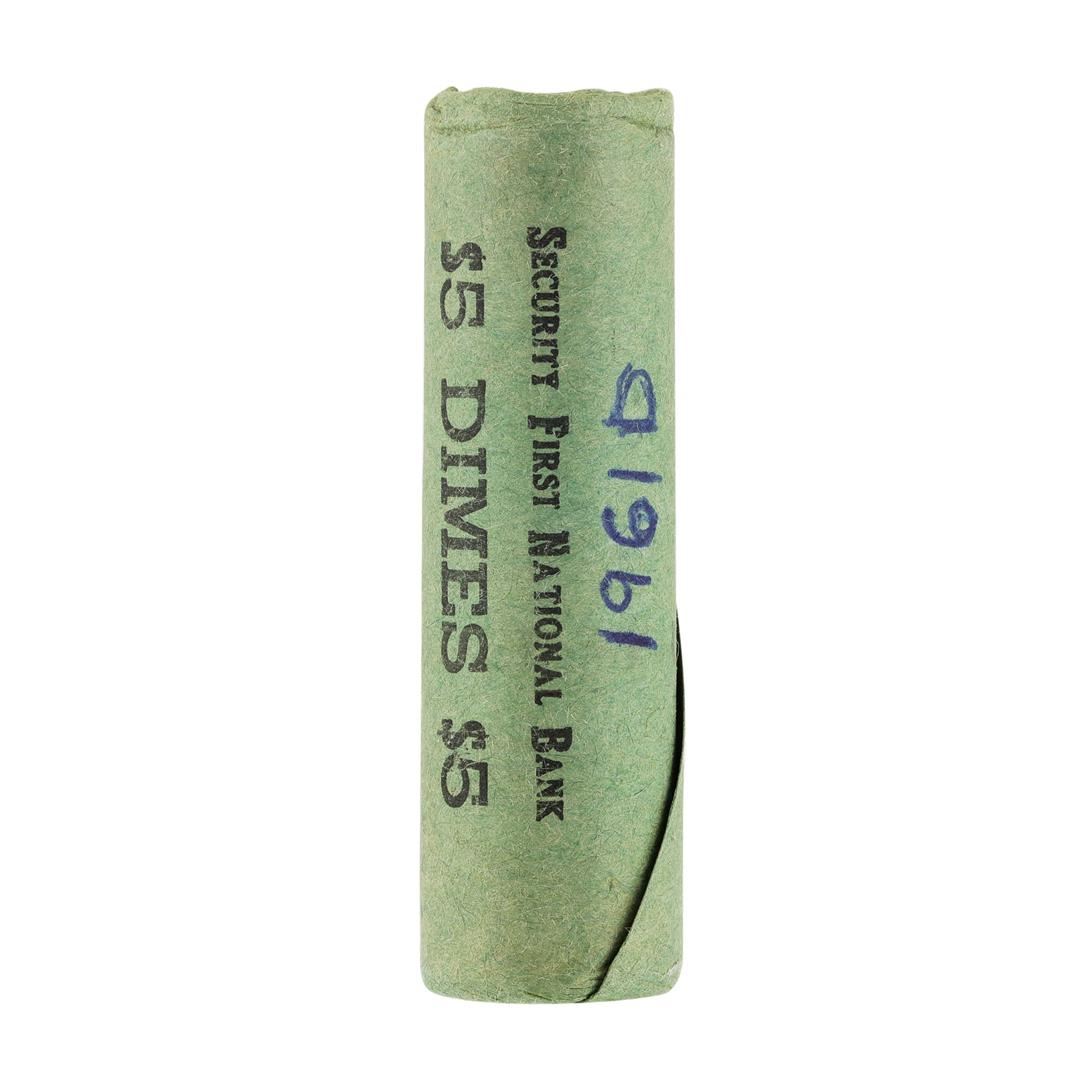 1961 D
SECURITY FIRST NATIONAL BANK
$5 DIMES $5